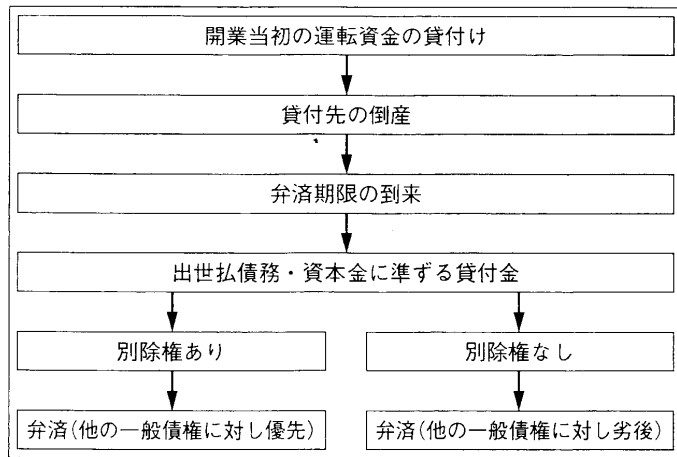 開業当初の運転資金の貸付け
貸付先の倒産
弁済期限の到来
出世払債務・資本金に準ずる貸付金
別除権あり
別除権なし
弁済(他の一般債権に対し優先)
弁済(他の一般債権に対し劣後)